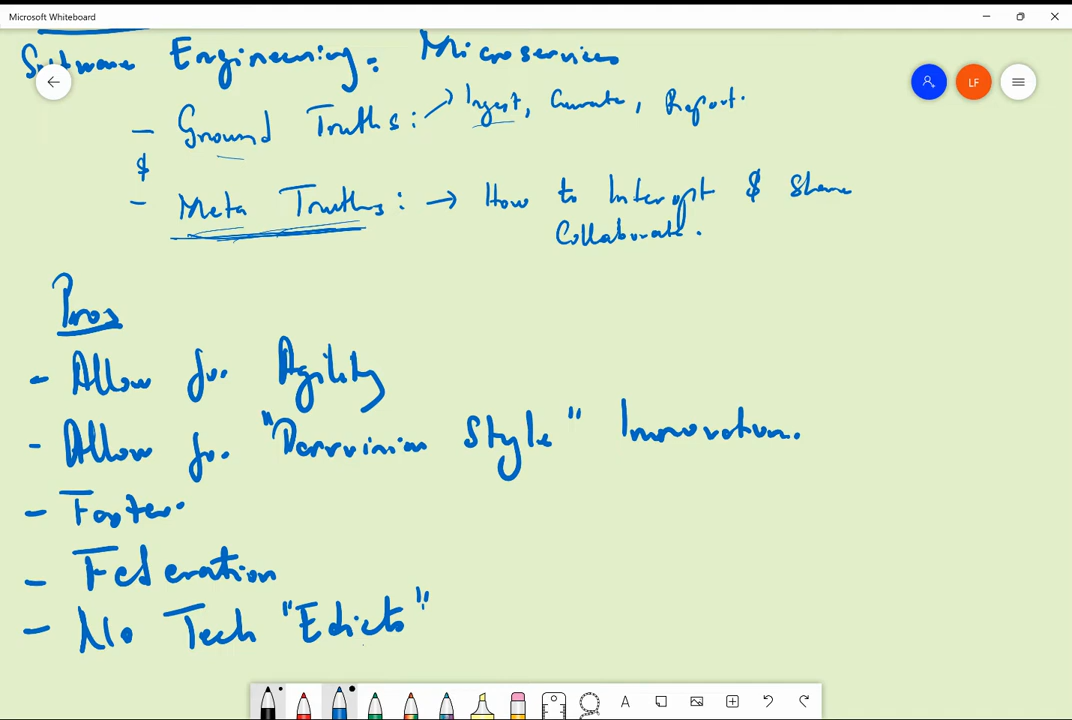 Microsoft Whiteboard
Software Engineering: Microservices
- Ground Truths: → Ingest, Curate, Report.
$
- Meta Truths: → How to Interopt $ Share
Collaborate.
LF
Pros
- Allow for Agility
- Allow for "Darwinian Style" Innovation.
- Faster
- Federation
- No Tech "Edicts"
A